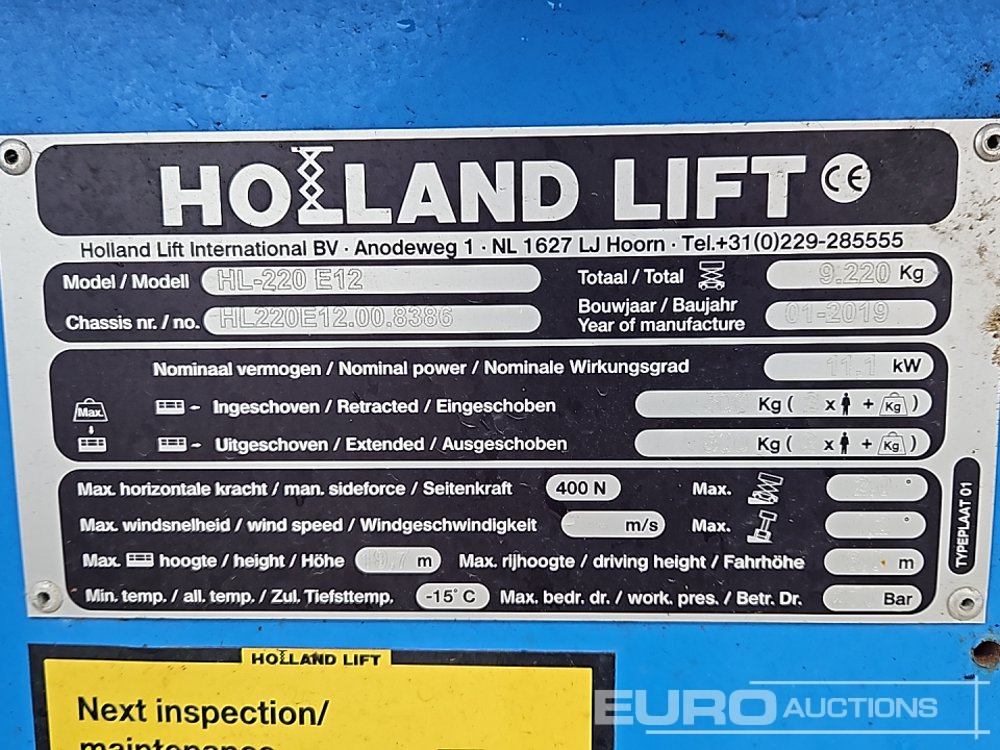 HOLLAND LIFT CE
Holland Lift International BV · Anodeweg 1 · NL 1627 LJ Hoorn · Tel.+31(0)229-285555
Model / Modell HL-220 E12
Totaal / Total 9.220 Kg
Chassis nr. / no. HL220E12.00.8386
Bouwjaar / Baujahr
Year of manufacture 01-2019
Nominaal vermogen / Nominal power / Nominale Wirkungsgrad 11.1 kW
Max. Ingeschoven / Retracted / Eingeschoben Kg ( x + Kg )
Uitgeschoven / Extended / Ausgeschoben Kg ( x + Kg )
Max. horizontale kracht / man. sideforce / Seitenkraft 400 N Max. °
Max. windsnelheid / wind speed / Windgeschwindigkeit m/s Max. °
Max. hoogte / height / Höhe m Max. rijhoogte / driving height / Fahrhöhe m
Min. temp. / all. temp. / Zul. Tiefsttemp. -15° C Max. bedr. dr. / work. pres. / Betr. Dr. Bar
TYPEPLAAT 01
HOLLAND LIFT
Next inspection/
maintenance
EURO AUCTIONS